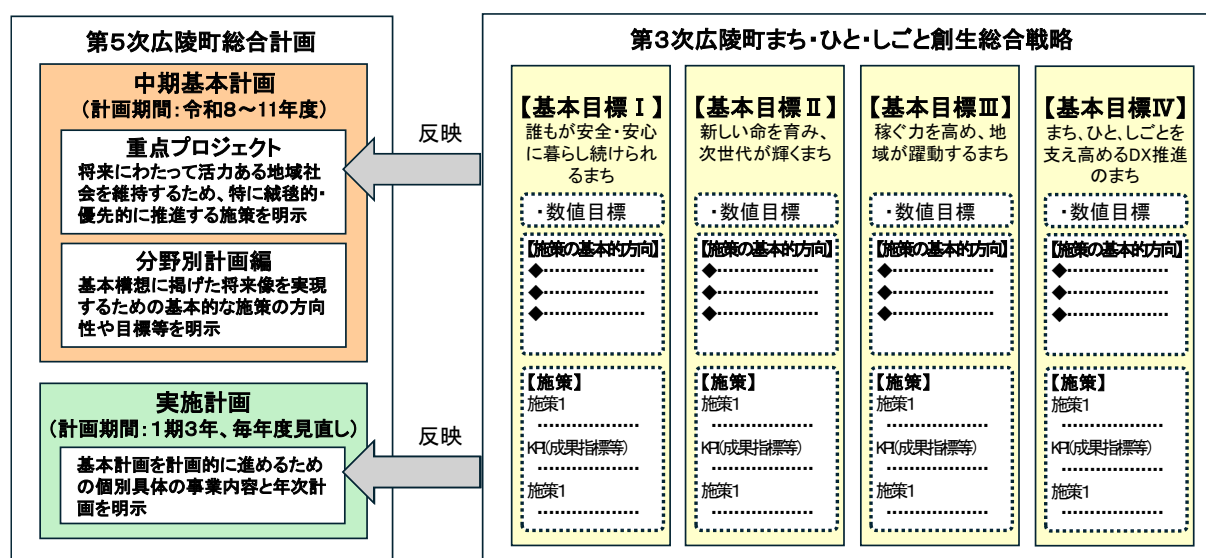 第5次広陵町総合計画
中期基本計画
(計画期間:令和8~11年度)
重点プロジェクト
将来にわたって活力ある地域社
会を維持するため、特に絨毯的・
優先的に推進する施策を明示
分野別計画編
基本構想に掲げた将来像を実現
するための基本的な施策の方向
性や目標等を明示
実施計画
(計画期間:1期3年、毎年度見直し)
基本計画を計画的に進めるため
の個別具体の事業内容と年次計
画を明示
反映
反映
第3次広陵町まち・ひと・しごと創生総合戦略
【基本目標Ⅰ】
誰もが安全・安心
に暮らし続けられ
るまち
・数値目標
【施策の基本的方向】
◆・・・・・・・・・・・・・・・・
◆・・・・・・・・・・・・・・・・
◆・・・・・・・・・・・・・・・・
【施策】
施策1
・・・・・・・・・・・・・・・・
KPI(成果指標等)
・・・・・・・・・・・・・・・・
施策1
・・・・・・・・・・・・・・・・
【基本目標Ⅱ】
新しい命を育み、
次世代が輝くまち
・数値目標
【施策の基本的方向】
◆・・・・・・・・・・・・・・・・
◆・・・・・・・・・・・・・・・・
◆・・・・・・・・・・・・・・・・
【施策】
施策1
・・・・・・・・・・・・・・・・
KPI(成果指標等)
・・・・・・・・・・・・・・・・
施策1
・・・・・・・・・・・・・・・・
【基本目標Ⅲ】
稼ぐ力を高め、地
域が躍動するまち
・数値目標
【施策の基本的方向】
◆・・・・・・・・・・・・・・・・
◆・・・・・・・・・・・・・・・・
◆・・・・・・・・・・・・・・・・
【施策】
施策1
・・・・・・・・・・・・・・・・
KPI(成果指標等)
・・・・・・・・・・・・・・・・
施策1
・・・・・・・・・・・・・・・・
【基本目標Ⅳ】
まち、ひと、しごとを
支え高めるDX推進
のまち
・数値目標
【施策の基本的方向】
◆・・・・・・・・・・・・・・・・
◆・・・・・・・・・・・・・・・・
◆・・・・・・・・・・・・・・・・
【施策】
施策1
・・・・・・・・・・・・・・・・
KPI(成果指標等)
・・・・・・・・・・・・・・・・
施策1
・・・・・・・・・・・・・・・・